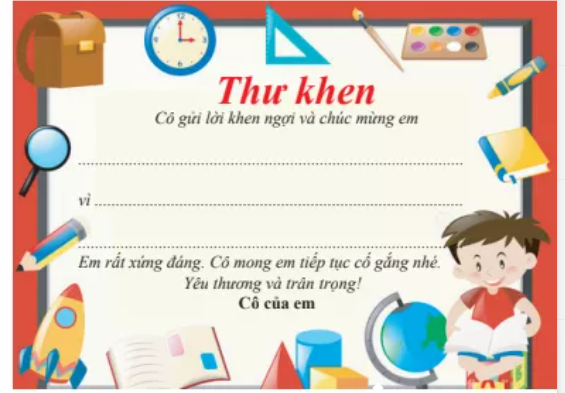 Thư khen
Cô gửi lời khen ngợi và chúc mừng em
................................................................................
vì ............................................................................
................................................................................
Em rất xứng đáng. Cô mong em tiếp tục cố gắng nhé.
Yêu thương và trân trọng!
Cô của em